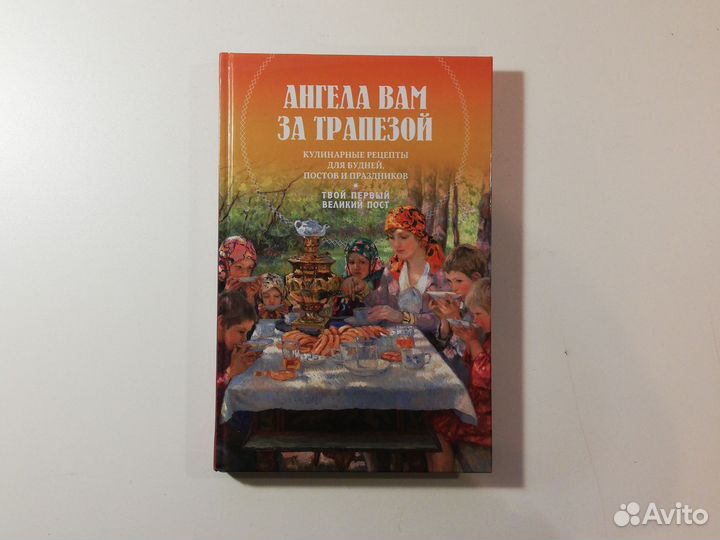 АНГЕЛА ВАМ
ЗА ТРАПЕЗОЙ
КУЛИНАРНЫЕ РЕЦЕПТЫ
ДЛЯ БУДНЕЙ,
ПОСТОВ И ПРАЗДНИКОВ
ТВОЙ ПЕРВЫЙ
ВЕЛИКИЙ ПОСТ
Avito